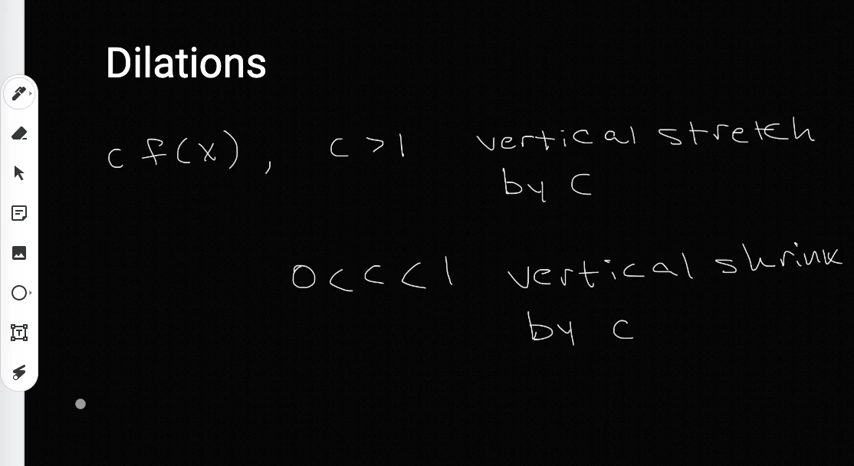 Dilations
c f(x), c > 1 vertical stretch
by c
0 < c < 1 vertical shrink
by c